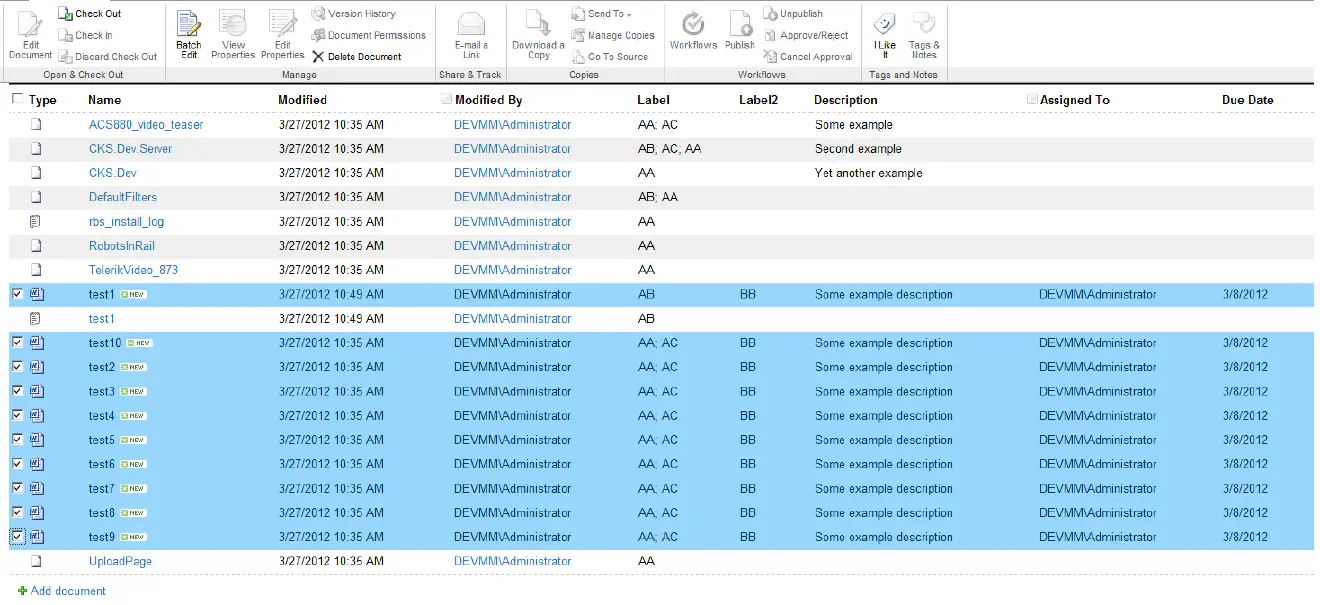 Edit Document
Check Out
Check In
Discard Check Out
Open & Check Out
Batch Edit
View Properties
Edit Properties
Version History
Document Permissions
Delete Document
Manage
E-mail a Link
Share & Track
Download a Copy
Send To
Manage Copies
Go To Source
Copies
Workflows
Publish
Unpublish
Approve/Reject
Cancel Approval
Workflows
I Like It
Tags & Notes
Tags and Notes
Type Name Modified Modified By Label Label2 Description Assigned To Due Date
ACS880_video_teaser 3/27/2012 10:35 AM DEVMM\Administrator AA; AC Some example
CKS.Dev.Server 3/27/2012 10:35 AM DEVMM\Administrator AB; AC; AA Second example
CKS.Dev 3/27/2012 10:35 AM DEVMM\Administrator AA Yet another example
DefaultFilters 3/27/2012 10:35 AM DEVMM\Administrator AB; AA
rbs_install_log 3/27/2012 10:35 AM DEVMM\Administrator AA
RobotsInRail 3/27/2012 10:35 AM DEVMM\Administrator AA
TelerikVideo_873 3/27/2012 10:35 AM DEVMM\Administrator AA
test1 NEW 3/27/2012 10:49 AM DEVMM\Administrator AB BB Some example description DEVMM\Administrator 3/8/2012
test1 3/27/2012 10:49 AM DEVMM\Administrator AB
test10 NEW 3/27/2012 10:35 AM DEVMM\Administrator AA; AC BB Some example description DEVMM\Administrator 3/8/2012
test2 NEW 3/27/2012 10:35 AM DEVMM\Administrator AA; AC BB Some example description DEVMM\Administrator 3/8/2012
test3 NEW 3/27/2012 10:35 AM DEVMM\Administrator AA; AC BB Some example description DEVMM\Administrator 3/8/2012
test4 NEW 3/27/2012 10:35 AM DEVMM\Administrator AA; AC BB Some example description DEVMM\Administrator 3/8/2012
test5 NEW 3/27/2012 10:35 AM DEVMM\Administrator AA; AC BB Some example description DEVMM\Administrator 3/8/2012
test6 NEW 3/27/2012 10:35 AM DEVMM\Administrator AA; AC BB Some example description DEVMM\Administrator 3/8/2012
test7 NEW 3/27/2012 10:35 AM DEVMM\Administrator AA; AC BB Some example description DEVMM\Administrator 3/8/2012
test8 NEW 3/27/2012 10:35 AM DEVMM\Administrator AA; AC BB Some example description DEVMM\Administrator 3/8/2012
test9 NEW 3/27/2012 10:35 AM DEVMM\Administrator AA; AC BB Some example description DEVMM\Administrator 3/8/2012
UploadPage 3/27/2012 10:35 AM DEVMM\Administrator AA
Add document